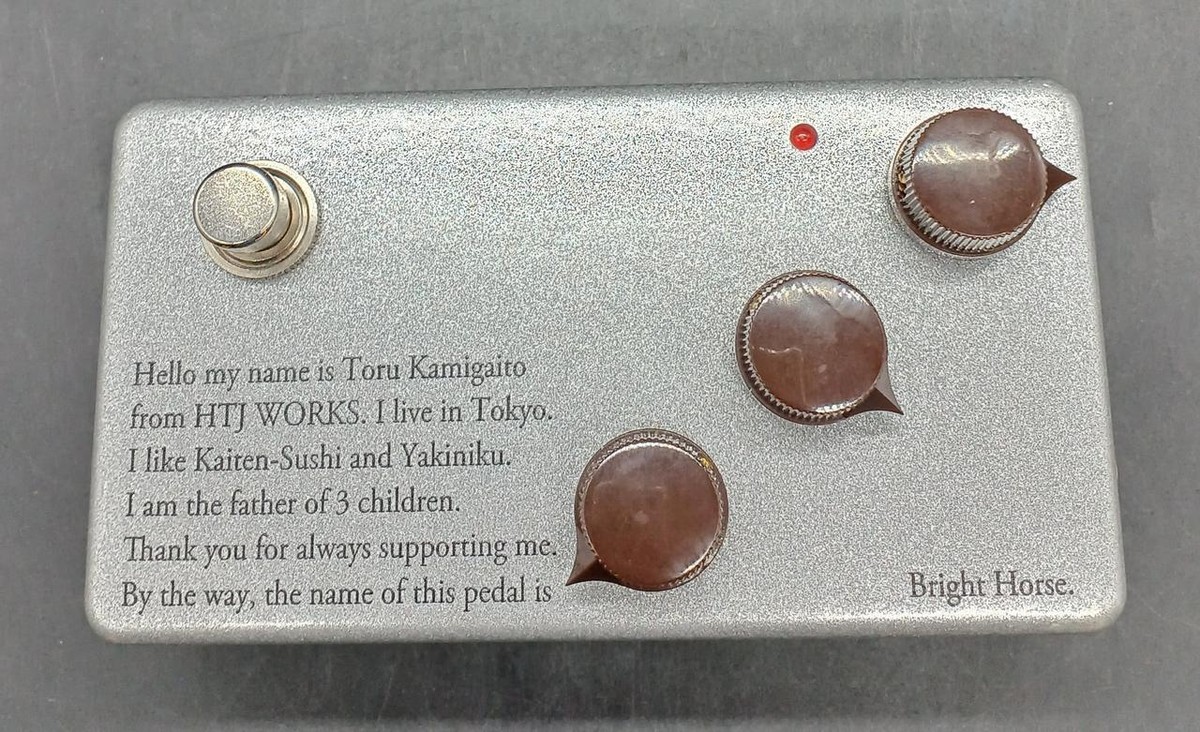 Hello my name is Toru Kamigaito
from HTJ WORKS. I live in Tokyo.
I like Kairen-Sushi and Yakiniku.
I am the father of 3 children.
Thank you for always supporting me.
By the way, the name of this pedal is
Bright Horse.